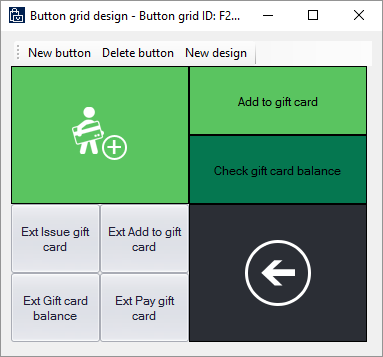 Button grid design - Button grid ID: F2...
New button Delete button New design
Add to gift card
Check gift card balance
Ext Issue gift
card
Ext Add to gift
card
Ext Gift card
balance
Ext Pay gift
card